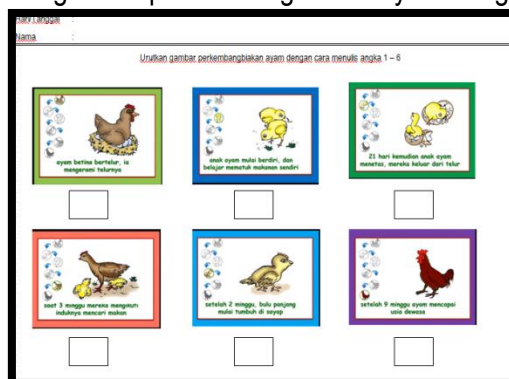 Hari/Tanggal :
Nama :
Urutkan gambar perkembangbiakan ayam dengan cara menulis angka 1 – 6
ayam betina bertelur, ia
mengerami telurnya
anak ayam mulai berdiri, dan
belajar mematuk makanan sendiri
21 hari kemudian anak ayam
menetas, mereka keluar dari telur
saat 3 minggu mereka mengikuti
induknya mencari makan
setelah 2 minggu, bulu panjang
mulai tumbuh di sayap
setelah 9 minggu ayam mencapai
usia dewasa